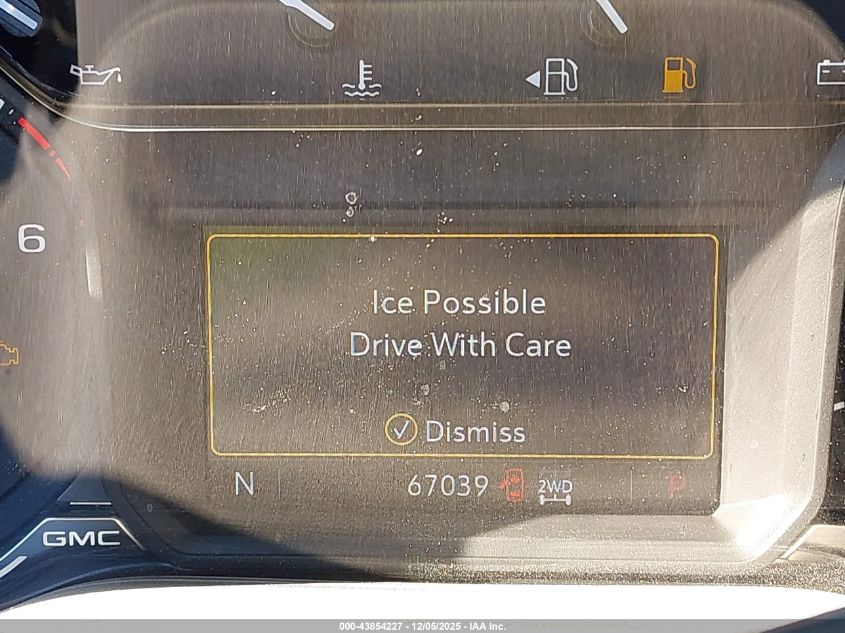 6
Ice Possible
Drive With Care
Dismiss
N 67039 2WD P
GMC
000-43854227 - 12/05/2025 - IAA Inc.